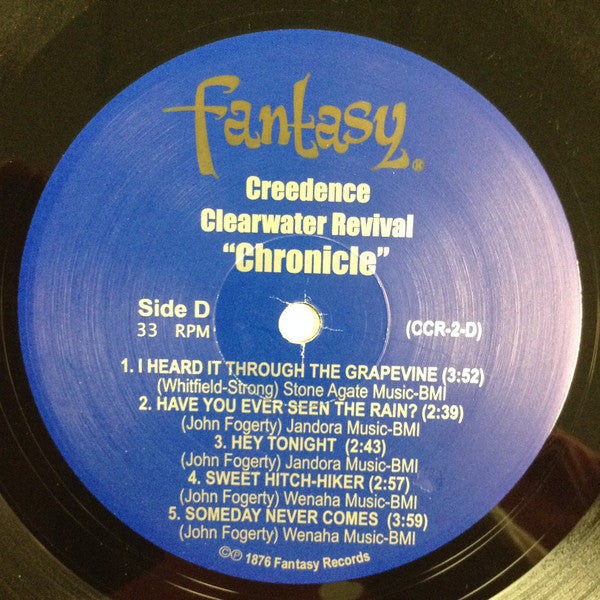 fantasy®
Creedence
Clearwater Revival
“Chronicle”
Side D
33 RPM
(CCR-2-D)
1. I HEARD IT THROUGH THE GRAPEVINE (3:52)
(Whitfield-Strong) Stone Agate Music-BMI
2. HAVE YOU EVER SEEN THE RAIN? (2:39)
(John Fogerty) Jandora Music-BMI
3. HEY TONIGHT (2:43)
(John Fogerty) Jandora Music-BMI
4. SWEET HITCH-HIKER (2:57)
(John Fogerty) Wenaha Music-BMI
5. SOMEDAY NEVER COMES (3:59)
(John Fogerty) Wenaha Music-BMI
©℗ 1876 Fantasy Records